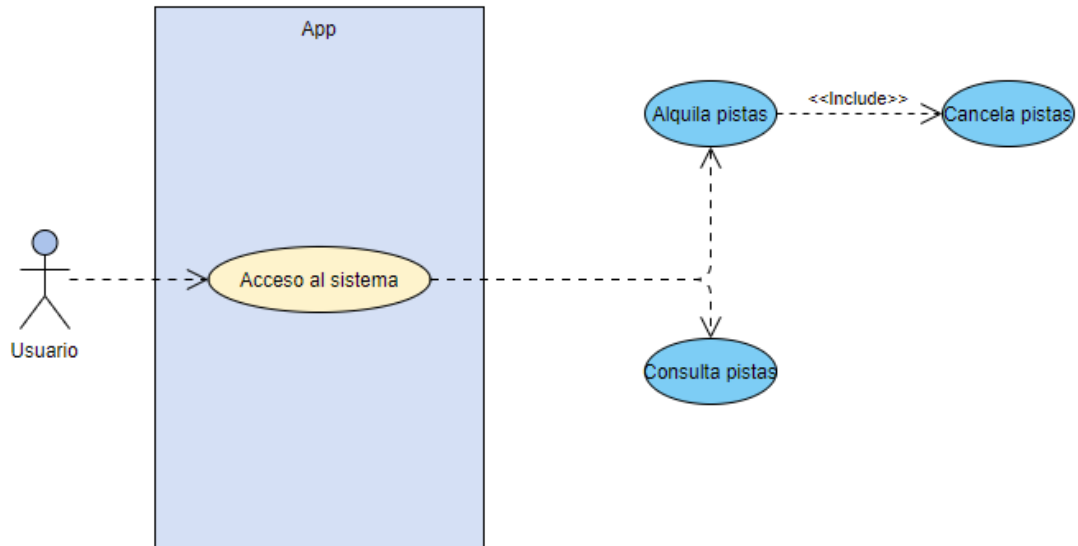 App
Alquila pistas
<<Include>>
Cancela pistas
Acceso al sistema
Usuario
Consulta pistas